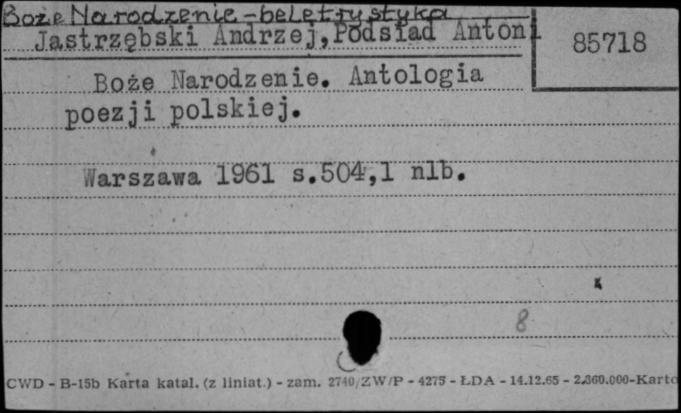 Boże Narodzenie - beletrystyka
Jastrzębski Andrzej, Podsiad Antoni
85718
Boże Narodzenie. Antologia
poezji polskiej.
Warszawa 1961 s.504,1 nlb.
8
CWD - B-15b Karta katal. (z liniat.) - zam. 2740/ZW/P - 4275 - ŁDA - 14.12.65 - 2.360.000-Karto